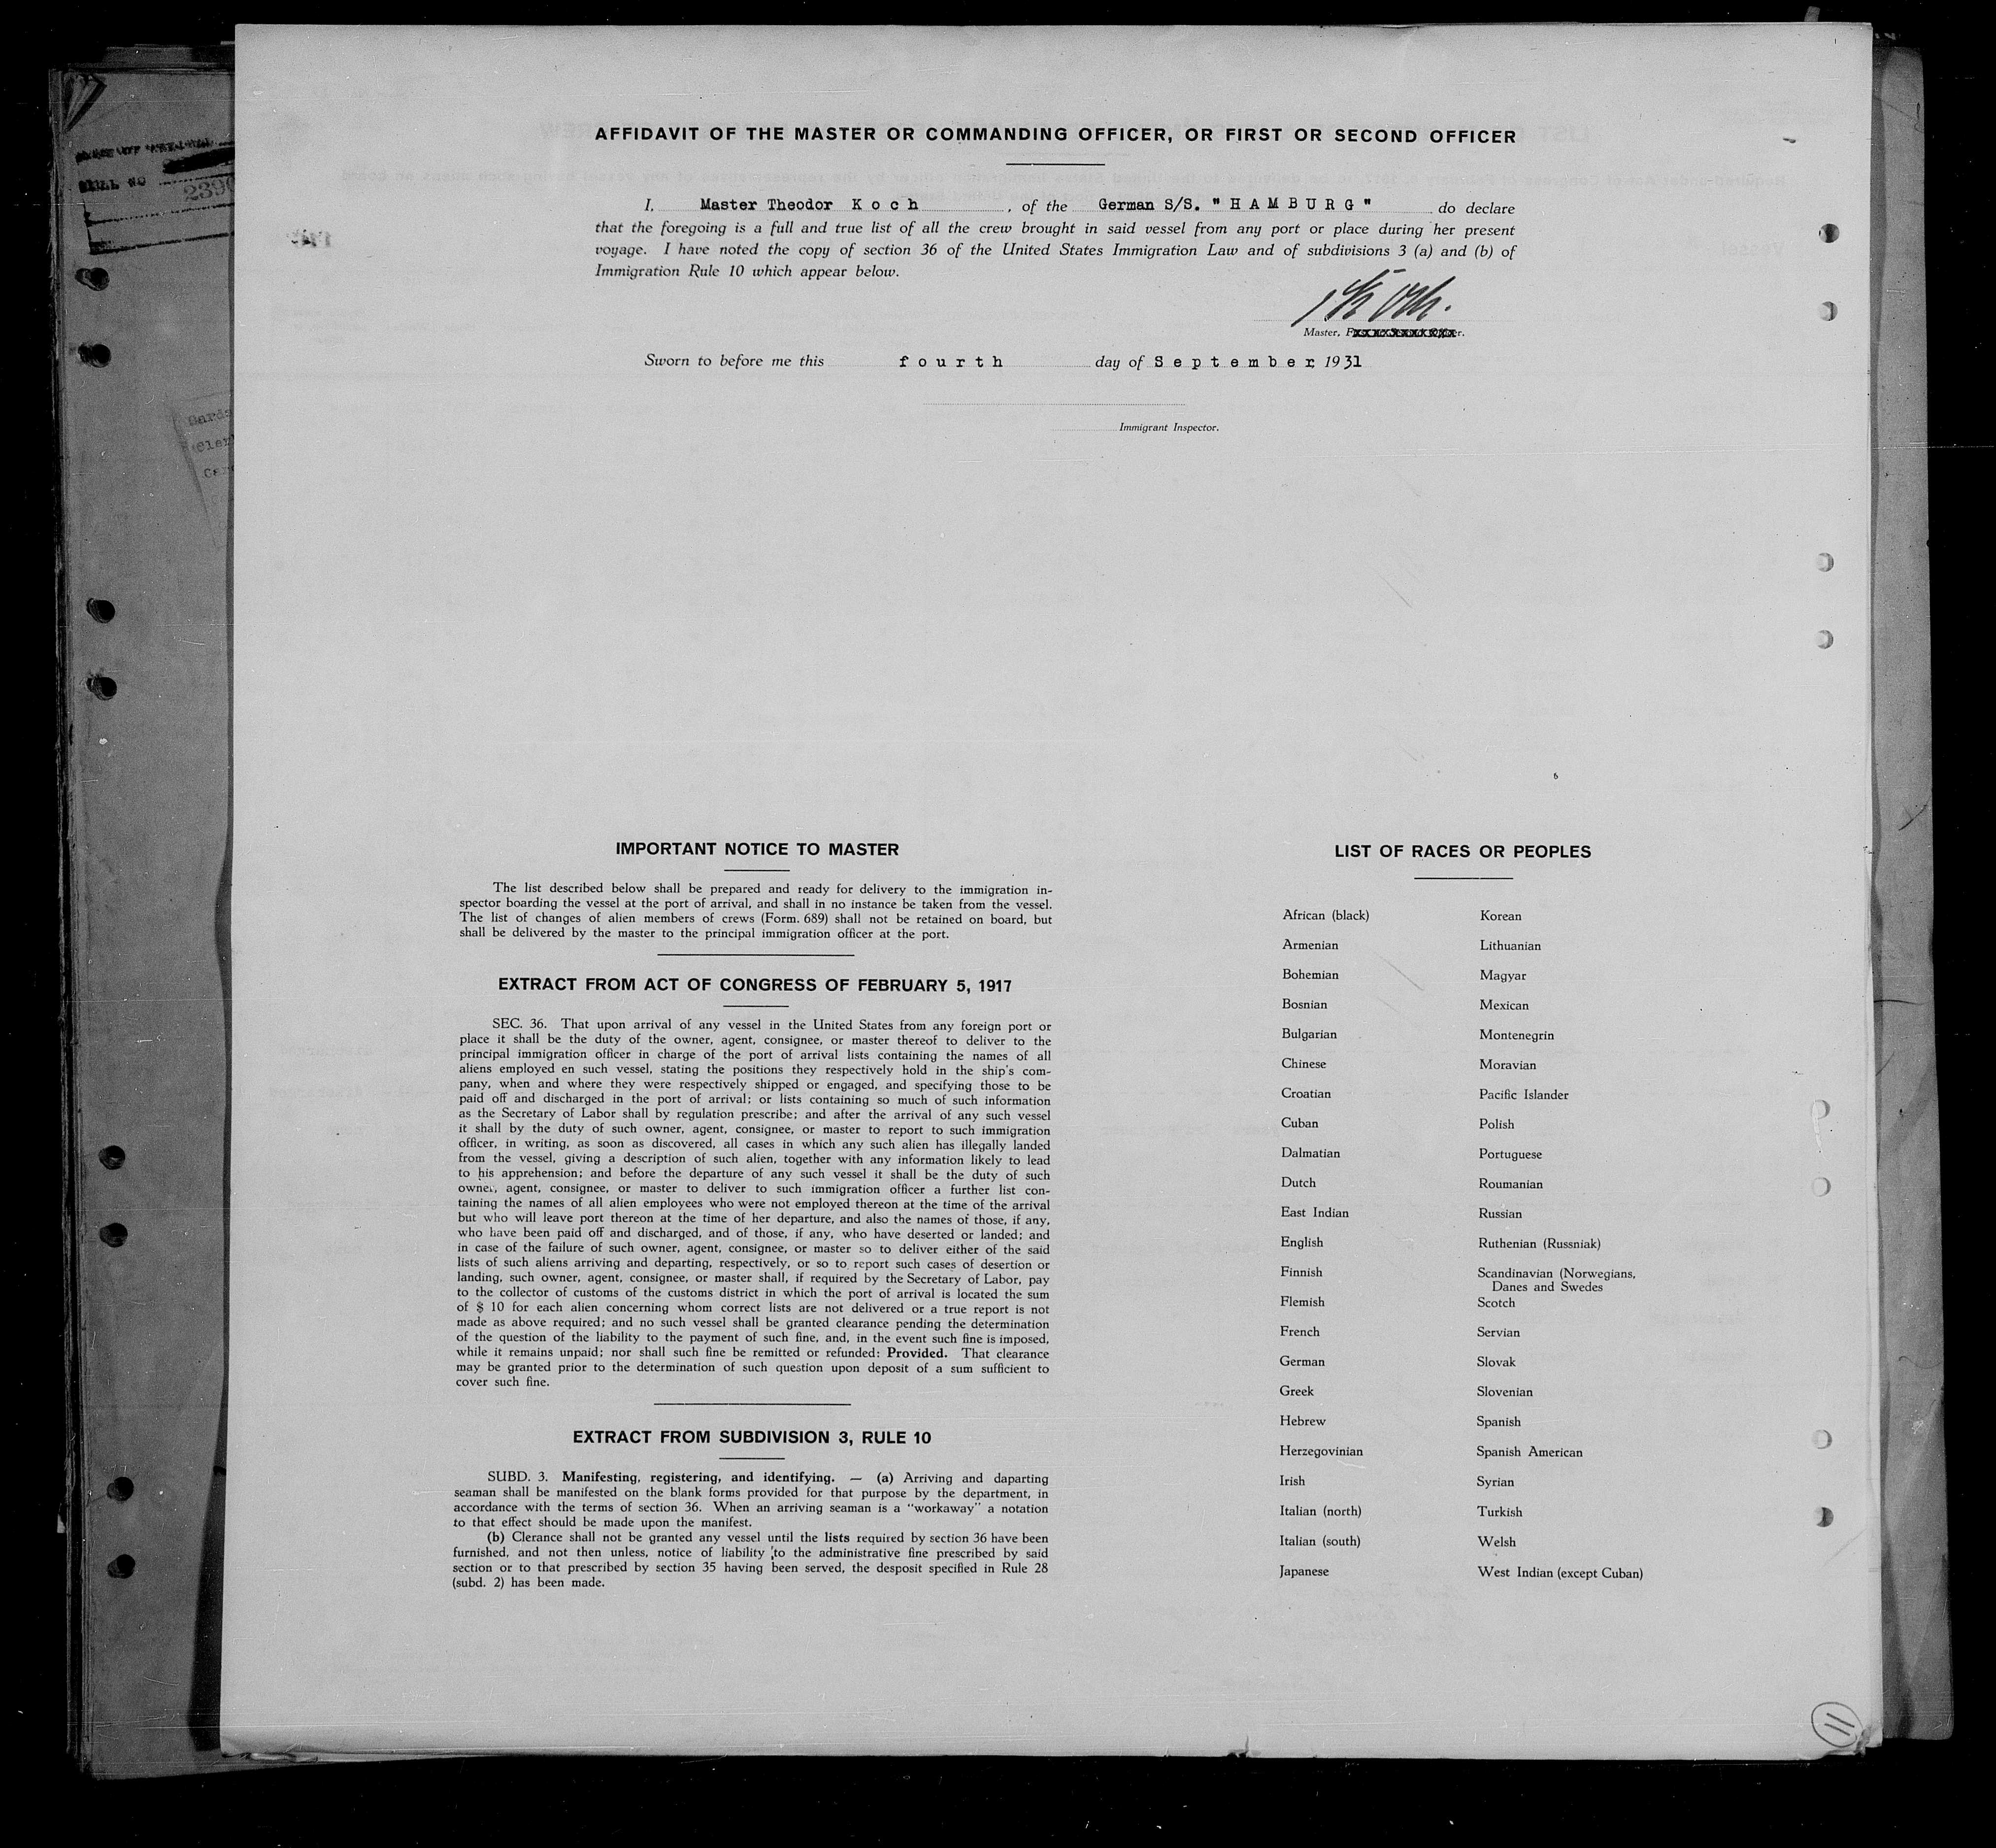 AFFIDAVIT OF THE MASTER OR COMMANDING OFFICER, OR FIRST OR SECOND OFFICER
I, Master Theodor K o c h , of the German S/S. " H A M B U R G " do declare
that the foregoing is a full and true list of all the crew brought in said vessel from any port or place during her present
voyage. I have noted the copy of section 36 of the United States Immigration Law and of subdivisions 3 (a) and (b) of
Immigration Rule 10 which appear below.
Master,
Sworn to before me this f o u r t h day of S e p t e m b e r, 1931
Immigrant Inspector.
IMPORTANT NOTICE TO MASTER
The list described below shall be prepared and ready for delivery to the immigration in-
spector boarding the vessel at the port of arrival, and shall in no instance be taken from the vessel.
The list of changes of alien members of crews (Form. 689) shall not be retained on board, but
shall be delivered by the master to the principal immigration officer at the port.
EXTRACT FROM ACT OF CONGRESS OF FEBRUARY 5, 1917
SEC. 36. That upon arrival of any vessel in the United States from any foreign port or
place it shall be the duty of the owner, agent, consignee, or master thereof to deliver to the
principal immigration officer in charge of the port of arrival lists containing the names of all
aliens employed en such vessel, stating the positions they respectively hold in the ship's com-
pany, when and where they were respectively shipped or engaged, and specifying those to be
paid off and discharged in the port of arrival; or lists containing so much of such information
as the Secretary of Labor shall by regulation prescribe; and after the arrival of any such vessel
it shall by the duty of such owner, agent, consignee, or master to report to such immigration
officer, in writing, as soon as discovered, all cases in which any such alien has illegally landed
from the vessel, giving a description of such alien, together with any information likely to lead
to his apprehension; and before the departure of any such vessel it shall be the duty of such
owner, agent, consignee, or master to deliver to such immigration officer a further list con-
taining the names of all alien employees who were not employed thereon at the time of the arrival
but who will leave port thereon at the time of her departure, and also the names of those, if any,
who have been paid off and discharged, and of those, if any, who have deserted or landed; and
in case of the failure of such owner, agent, consignee, or master so to deliver either of the said
lists of such aliens arriving and departing, respectively, or so to report such cases of desertion or
landing, such owner, agent, consignee, or master shall, if required by the Secretary of Labor, pay
to the collector of customs of the customs district in which the port of arrival is located the sum
of $ 10 for each alien concerning whom correct lists are not delivered or a true report is not
made as above required; and no such vessel shall be granted clearance pending the determination
of the question of the liability to the payment of such fine, and, in the event such fine is imposed,
while it remains unpaid; nor shall such fine be remitted or refunded: Provided. That clearance
may be granted prior to the determination of such question upon deposit of a sum sufficient to
cover such fine.
EXTRACT FROM SUBDIVISION 3, RULE 10
SUBD. 3. Manifesting, registering, and identifying. — (a) Arriving and daparting
seaman shall be manifested on the blank forms provided for that purpose by the department, in
accordance with the terms of section 36. When an arriving seaman is a "workaway" a notation
to that effect should be made upon the manifest.
(b) Clerance shall not be granted any vessel until the lists required by section 36 have been
furnished, and not then unless, notice of liability to the administrative fine prescribed by said
section or to that prescribed by section 35 having been served, the desposit specified in Rule 28
(subd. 2) has been made.
LIST OF RACES OR PEOPLES
African (black) Korean
Armenian Lithuanian
Bohemian Magyar
Bosnian Mexican
Bulgarian Montenegrin
Chinese Moravian
Croatian Pacific Islander
Cuban Polish
Dalmatian Portuguese
Dutch Roumanian
East Indian Russian
English Ruthenian (Russniak)
Finnish Scandinavian (Norwegians,
Danes and Swedes
Flemish Scotch
French Servian
German Slovak
Greek Slovenian
Hebrew Spanish
Herzegovinian Spanish American
Irish Syrian
Italian (north) Turkish
Italian (south) Welsh
Japanese West Indian (except Cuban)
11